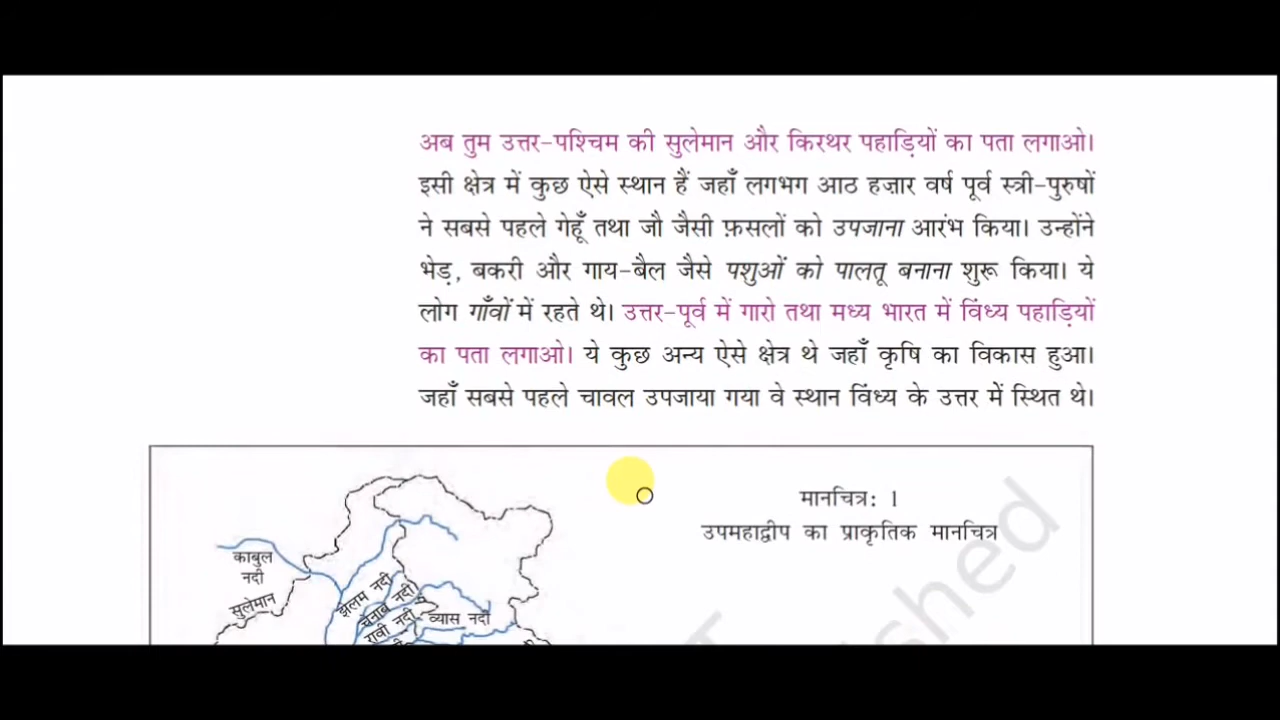 अब तुम उत्तर-पश्चिम की सुलेमान और किरथर पहाड़ियों का पता लगाओ।
इसी क्षेत्र में कुछ ऐसे स्थान हैं जहाँ लगभग आठ हज़ार वर्ष पूर्व स्त्री-पुरुषों
ने सबसे पहले गेहूँ तथा जौ जैसी फ़सलों को उपजाना आरंभ किया। उन्होंने
भेड़, बकरी और गाय-बैल जैसे पशुओं को पालतू बनाना शुरू किया। ये
लोग गाँवों में रहते थे। उत्तर-पूर्व में गारो तथा मध्य भारत में विंध्य पहाड़ियों
का पता लगाओ। ये कुछ अन्य ऐसे क्षेत्र थे जहाँ कृषि का विकास हुआ।
जहाँ सबसे पहले चावल उपजाया गया वे स्थान विंध्य के उत्तर में स्थित थे।
मानचित्र: 1
उपमहाद्वीप का प्राकृतिक मानचित्र
काबुल
नदी
सुलेमान
झेलम नदी
चेनाब नदी
रावी नदी
व्यास नदी